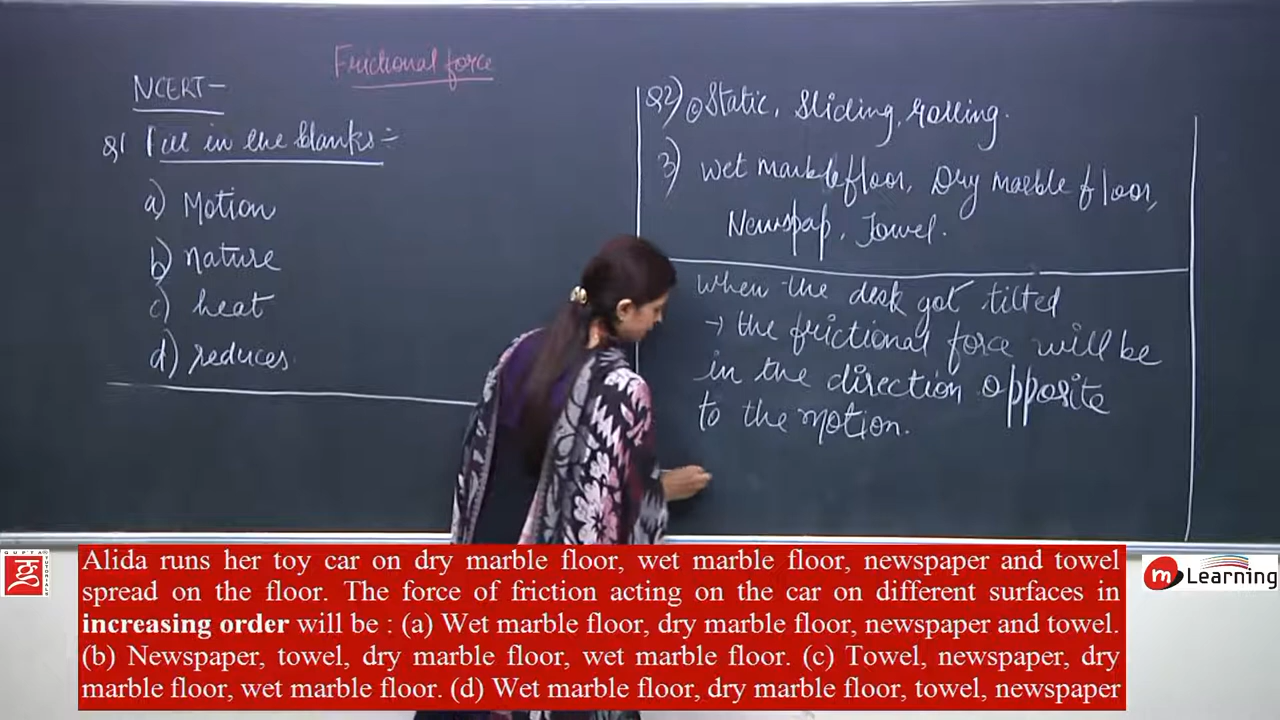 Frictional force
NCERT-
Q1 Fill in the blanks:-
a) Motion
b) nature
c) heat
d) reduces.
Q2) Static, Sliding, rolling.
3) Wet marble floor, Dry marble floor,
Newspap, Towel.
When the desk got tilted
→ the frictional force will be
in the direction opposite
to the motion.
Alida runs her toy car on dry marble floor, wet marble floor, newspaper and towel
spread on the floor. The force of friction acting on the car on different surfaces in
increasing order will be : (a) Wet marble floor, dry marble floor, newspaper and towel.
(b) Newspaper, towel, dry marble floor, wet marble floor. (c) Towel, newspaper, dry
marble floor, wet marble floor. (d) Wet marble floor, dry marble floor, towel, newspaper
GUPTA
g
TUTORIALS
m Learning